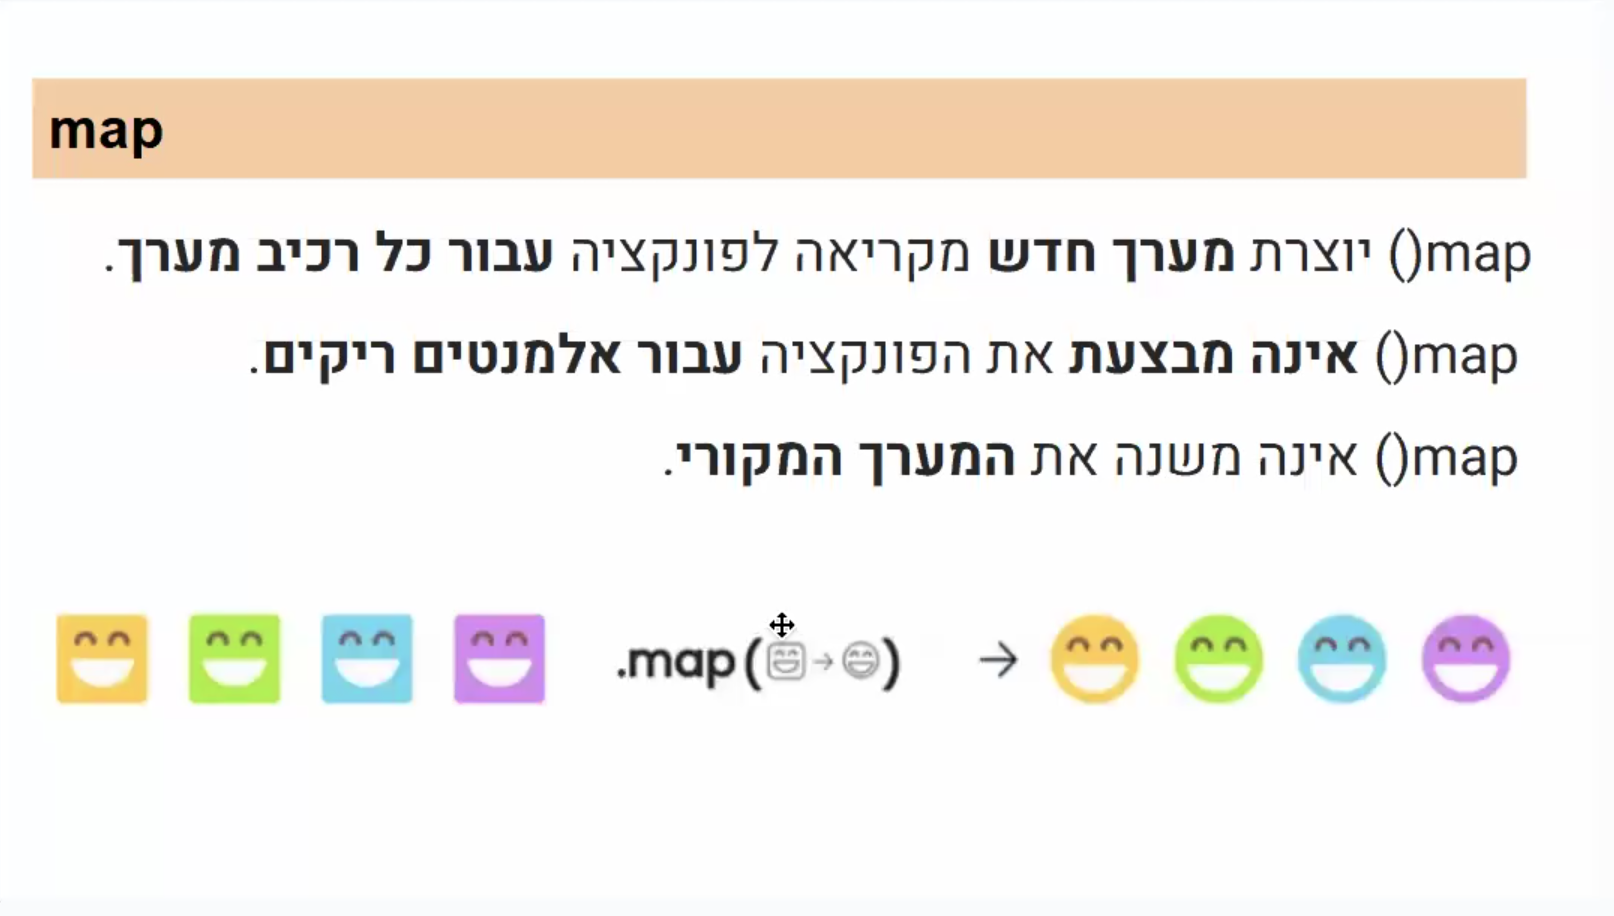 map
map() יוצרת מערך חדש מקריאה לפונקציה עבור כל רכיב מערך.
map() אינה מבצעת את הפונקציה עבור אלמנטים ריקים.
map() אינה משנה את המערך המקורי.
.map(→) →